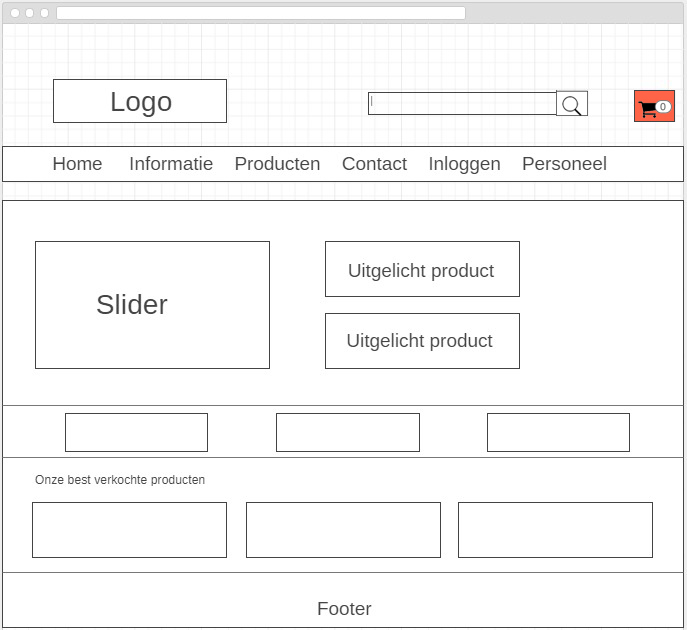 Logo
0
Home Informatie Producten Contact Inloggen Personeel
Slider
Uitgelicht product
Uitgelicht product
Onze best verkochte producten
Footer